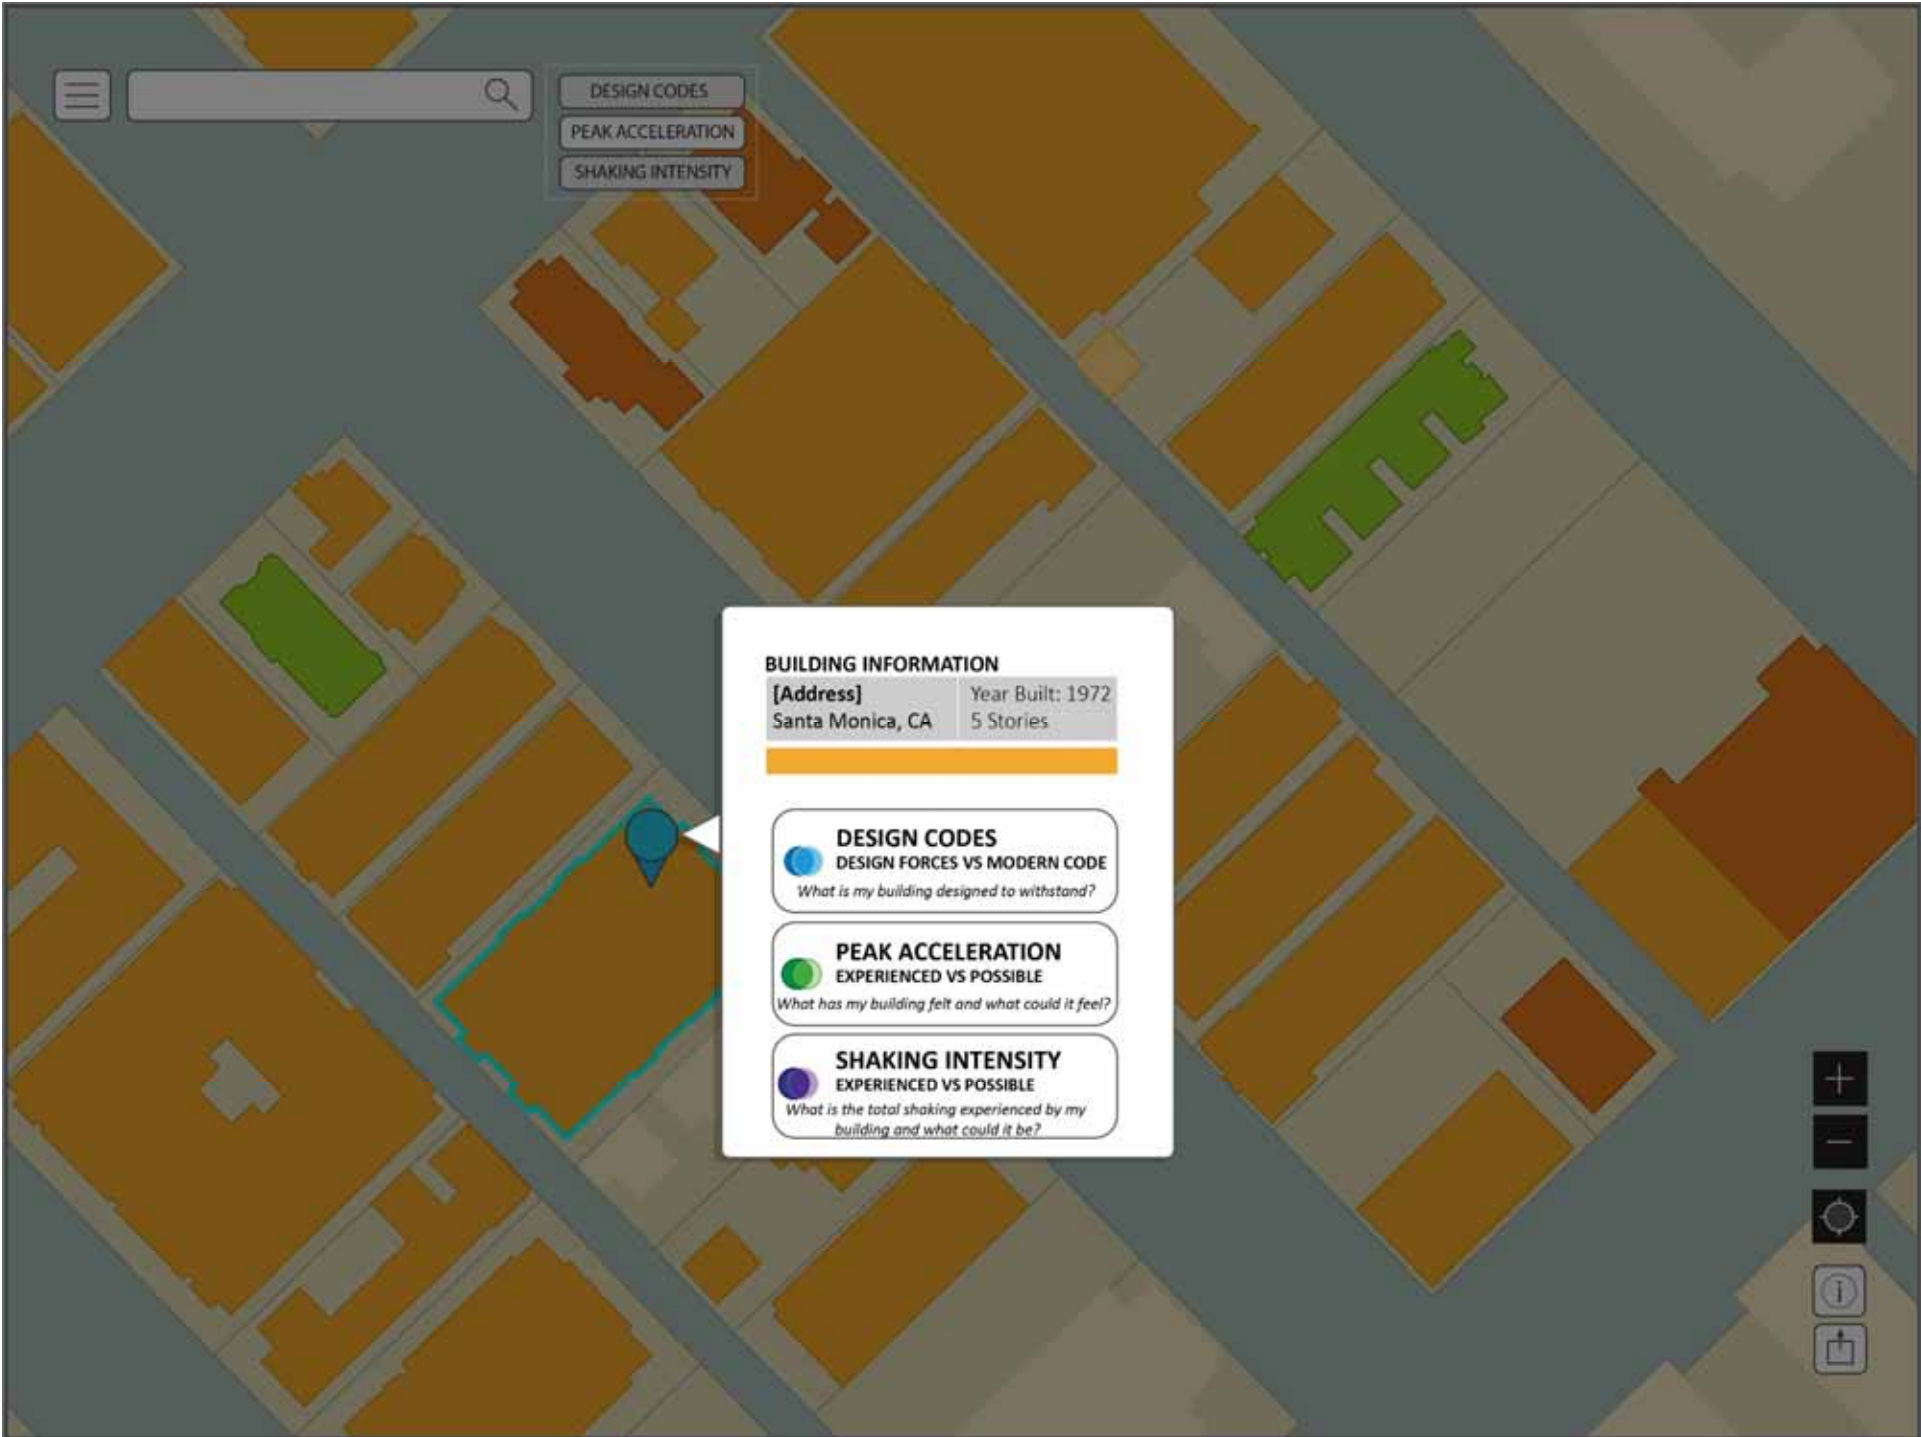 DESIGN CODES
PEAK ACCELERATION
SHAKING INTENSITY
BUILDING INFORMATION
[Address] Year Built: 1972
Santa Monica, CA 5 Stories
DESIGN CODES
DESIGN FORCES VS MODERN CODE
What is my building designed to withstand?
PEAK ACCELERATION
EXPERIENCED VS POSSIBLE
What has my building felt and what could it feel?
SHAKING INTENSITY
EXPERIENCED VS POSSIBLE
What is the total shaking experienced by my
building and what could it be?